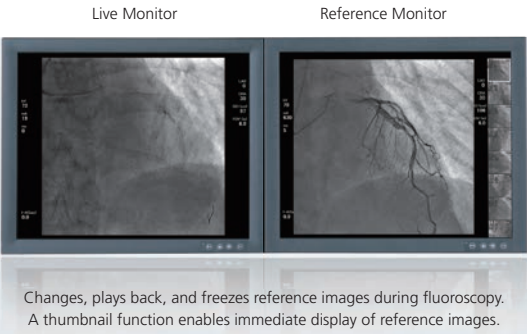 Live Monitor
Reference Monitor
Changes, plays back, and freezes reference images during fluoroscopy.
A thumbnail function enables immediate display of reference images.